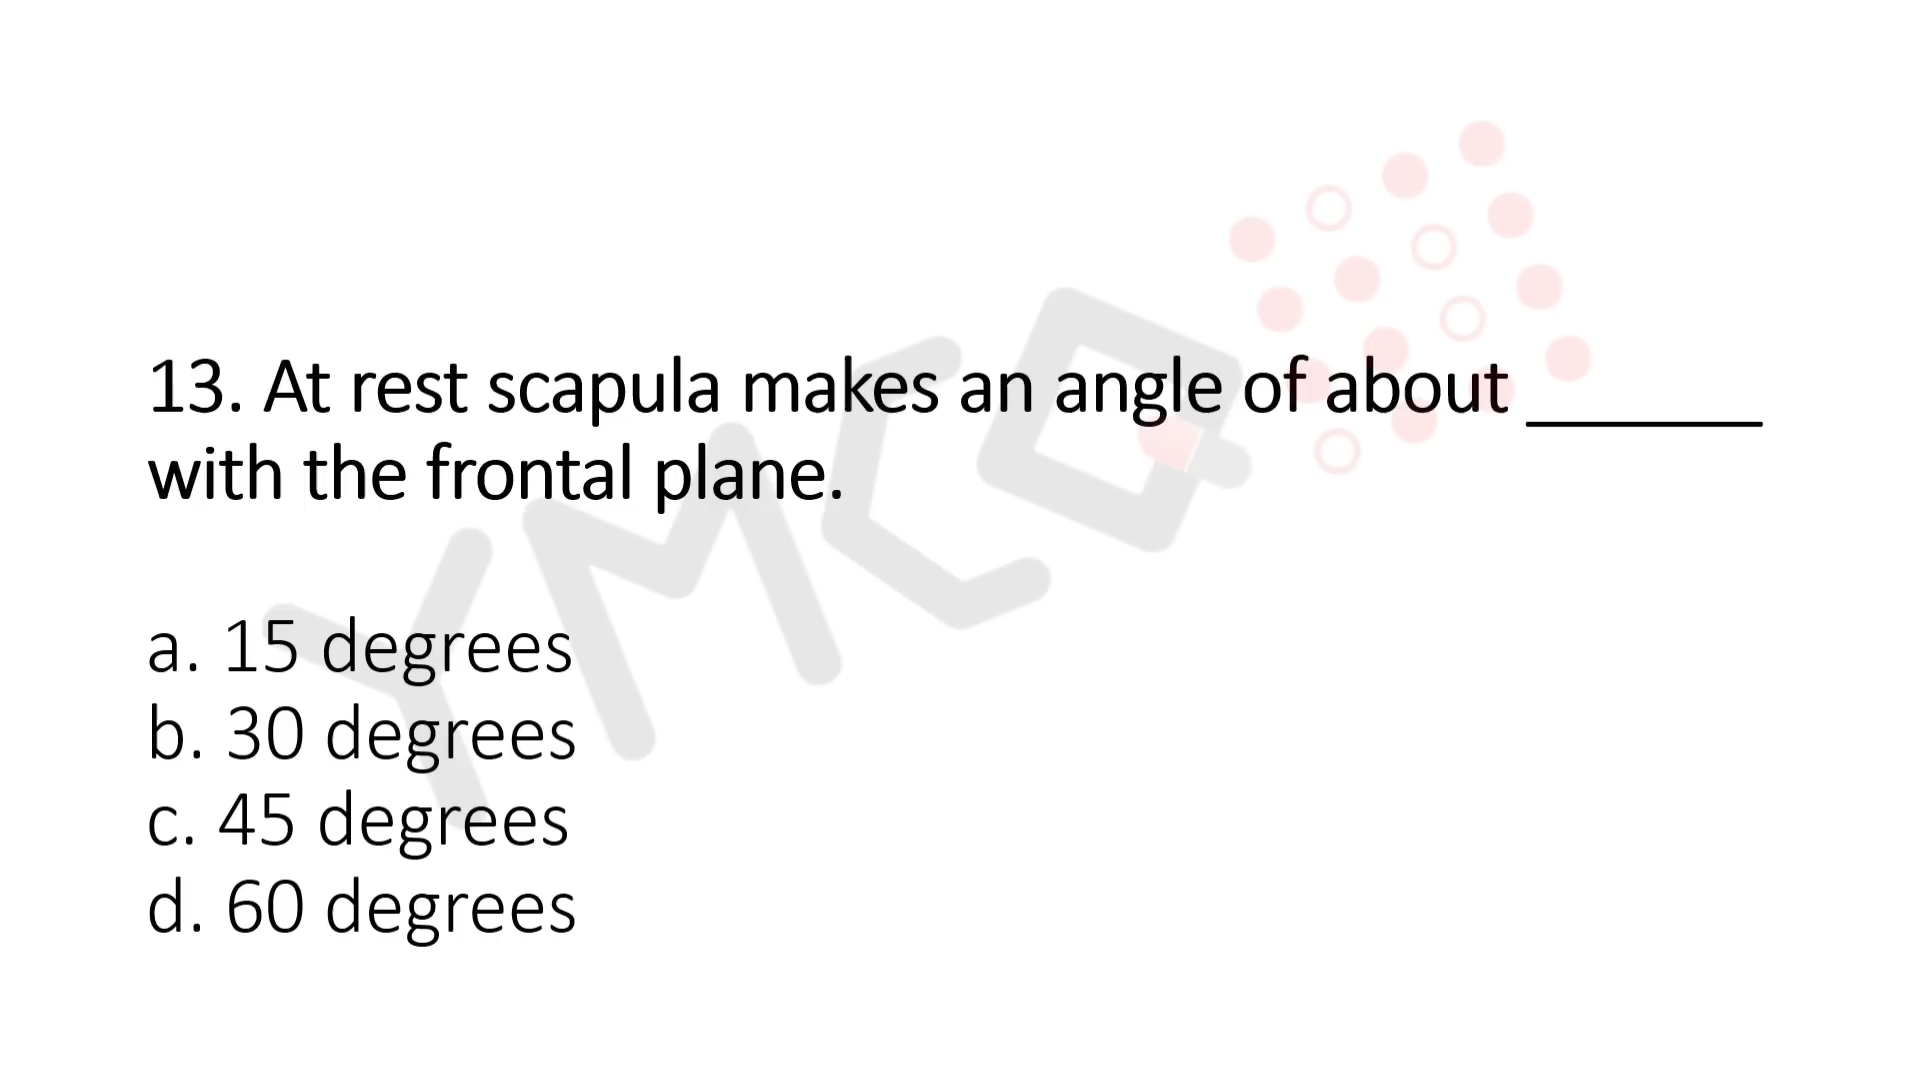 13. At rest scapula makes an angle of about _______
with the frontal plane.
a. 15 degrees
b. 30 degrees
c. 45 degrees
d. 60 degrees
YMCQ